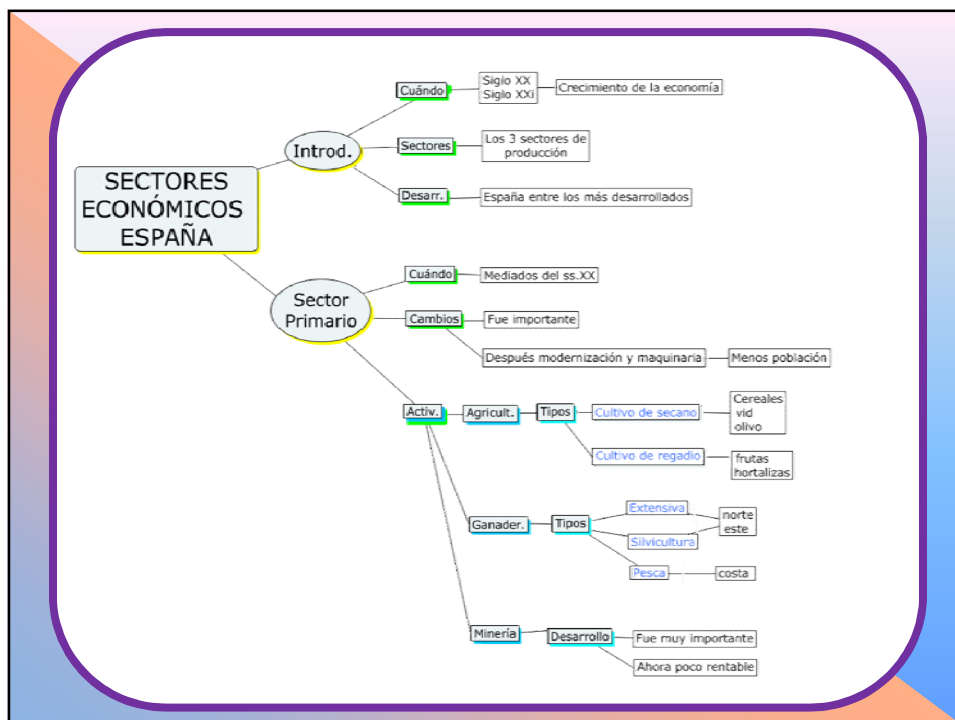 SECTORES
ECONÓMICOS
ESPAÑA
Introd.
Cuándo
Siglo XX
Siglo XXi
Crecimiento de la economía
Sectores
Los 3 sectores de
producción
Desarr.
España entre los más desarrollados
Sector
Primario
Cuándo
Mediados del ss.XX
Cambios
Fue importante
Después modernización y maquinaria
Menos población
Activ.
Agricult.
Tipos
Cultivo de secano
Cereales
vid
olivo
Cultivo de regadio
frutas
hortalizas
Ganader.
Tipos
Extensiva
Silvicultura
norte
este
Pesca
costa
Minería
Desarrollo
Fue muy importante
Ahora poco rentable